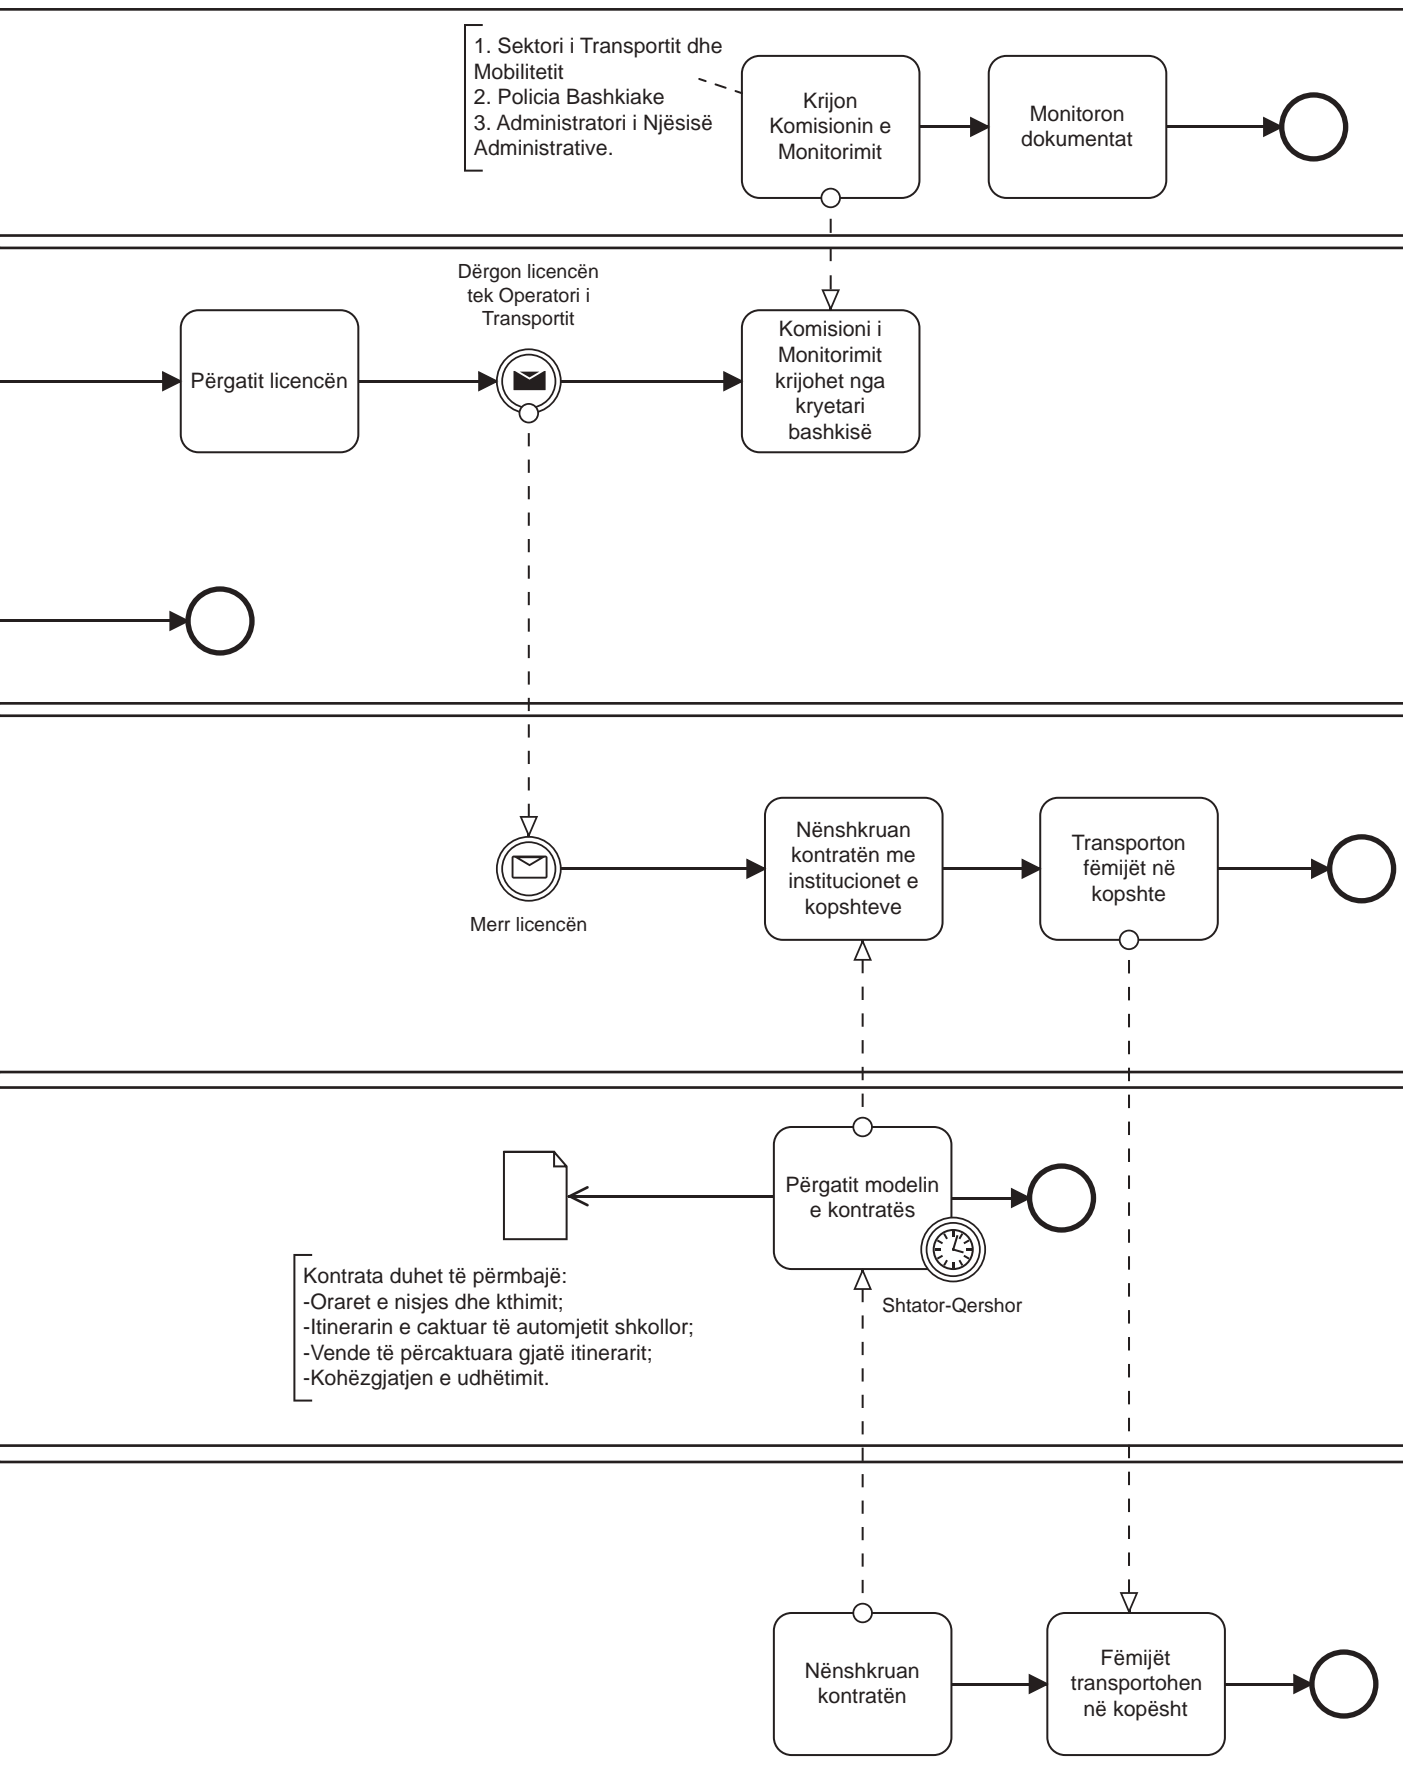 1. Sektori i Transportit dhe
Mobilitetit
2. Policia Bashkiake
3. Administratori i Njësisë
Administrative.
Krijon
Komisionin e
Monitorimit
Monitoron
dokumentat
Dërgon licencën
tek Operatori i
Transportit
Përgatit licencën
Komisioni i
Monitorimit
krijohet nga
kryetari
bashkisë
Merr licencën
Nënshkruan
kontratën me
institucionet e
kopshteve
Transporton
fëmijët në
kopshte
Përgatit modelin
e kontratës
Shtator-Qershor
Kontrata duhet të përmbajë:
-Oraret e nisjes dhe kthimit;
-Itinerarin e caktuar të automjetit shkollor;
-Vende të përcaktuara gjatë itinerarit;
-Kohëzgjatjen e udhëtimit.
Nënshkruan
kontratën
Fëmijët
transportohen
në kopësht